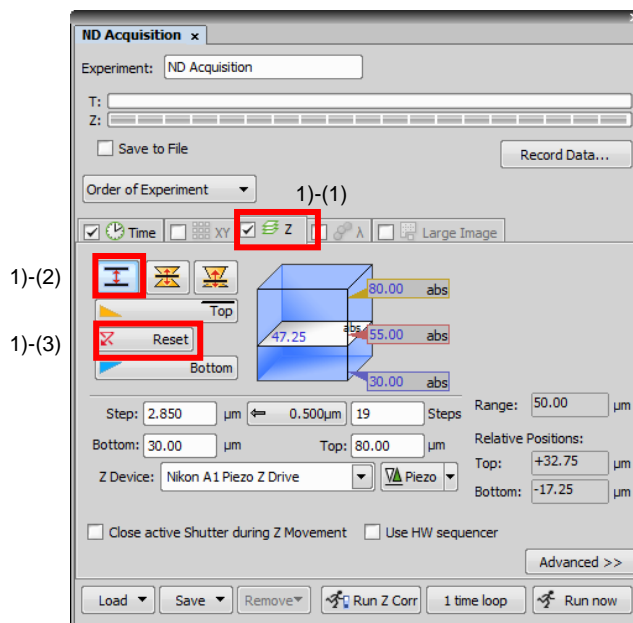 ND Acquisition x
Experiment: ND Acquisition
T:
Z:
Save to File
Record Data...
Order of Experiment
1)-(1)
Time XY Z λ Large Image
1)-(2)
80.00 abs
Top
1)-(3)
Reset
47.25 abs 55.00 abs
Bottom
30.00 abs
Step: 2.850 µm 0.500µm 19 Steps Range: 50.00 µm
Bottom: 30.00 µm Top: 80.00 µm Relative Positions:
Z Device: Nikon A1 Piezo Z Drive Piezo Top: +32.75 µm
Bottom: -17.25 µm
Close active Shutter during Z Movement Use HW sequencer
Advanced >>
Load Save Remove Run Z Corr 1 time loop Run now